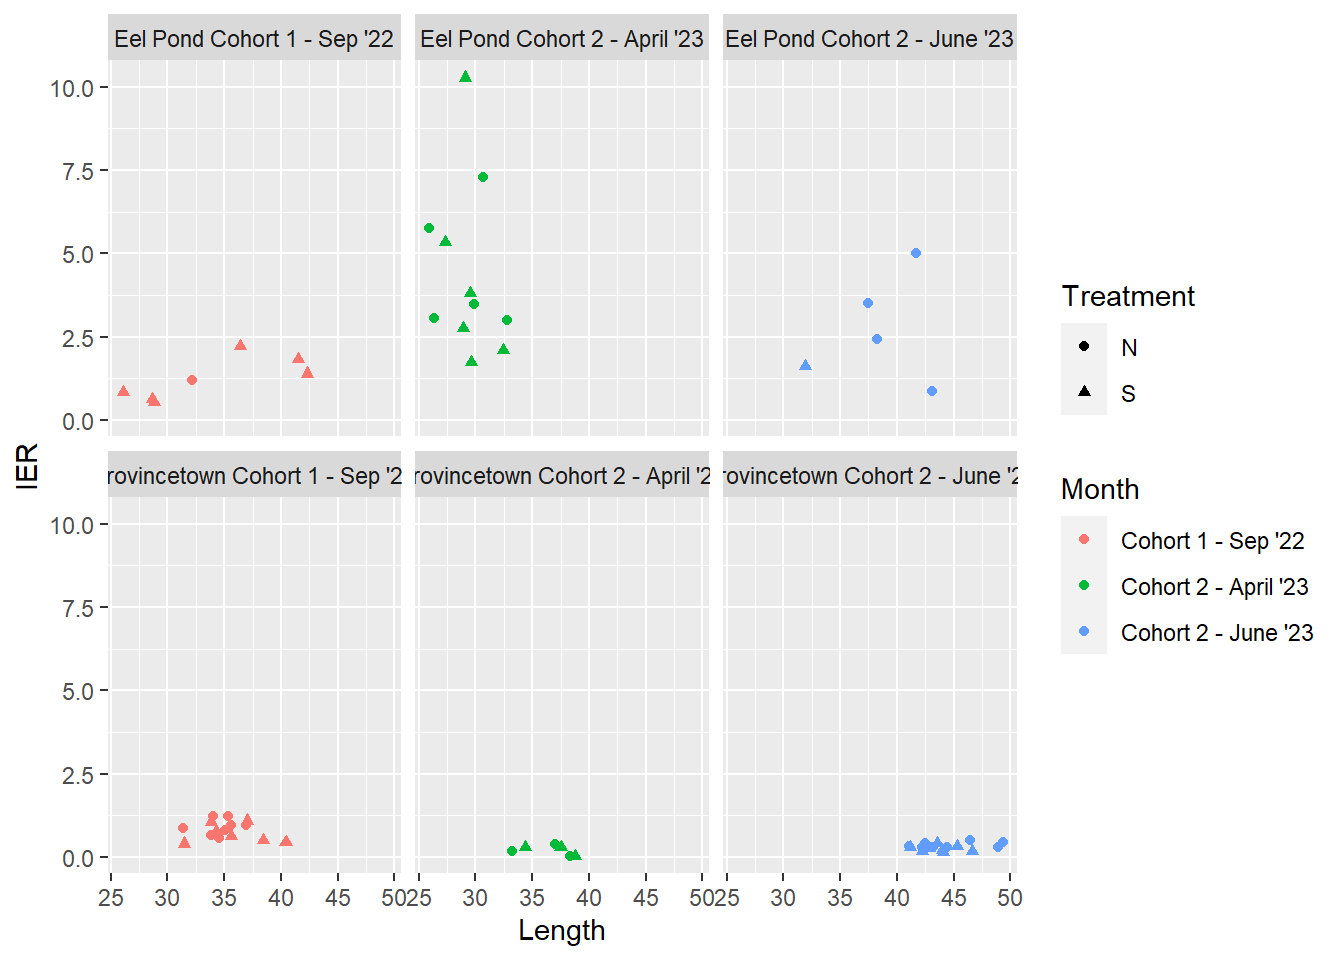 Eel Pond Cohort 1 - Sep '22
Eel Pond Cohort 2 - April '23
Eel Pond Cohort 2 - June '23
10.0
7.5
5.0
2.5
0.0
rovincetown Cohort 1 - Sep '2
rovincetown Cohort 2 - April '2
rovincetown Cohort 2 - June '2
10.0
7.5
5.0
2.5
0.0
25 30 35 40 45 50
25 30 35 40 45 50
25 30 35 40 45 50
Length
IER
Treatment
N
S
Month
Cohort 1 - Sep '22
Cohort 2 - April '23
Cohort 2 - June '23